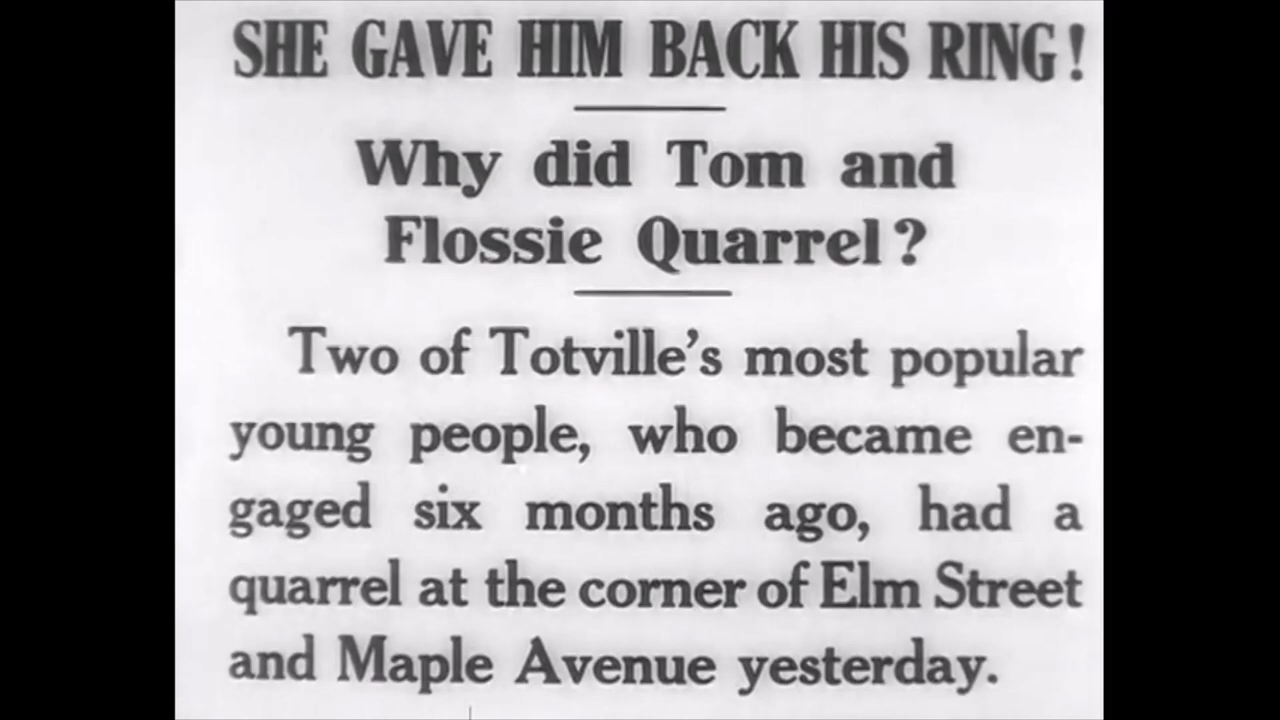 SHE GAVE HIM BACK HIS RING!
Why did Tom and
Flossie Quarrel?
Two of Totville's most popular
young people, who became en-
gaged six months ago, had a
quarrel at the corner of Elm Street
and Maple Avenue yesterday.